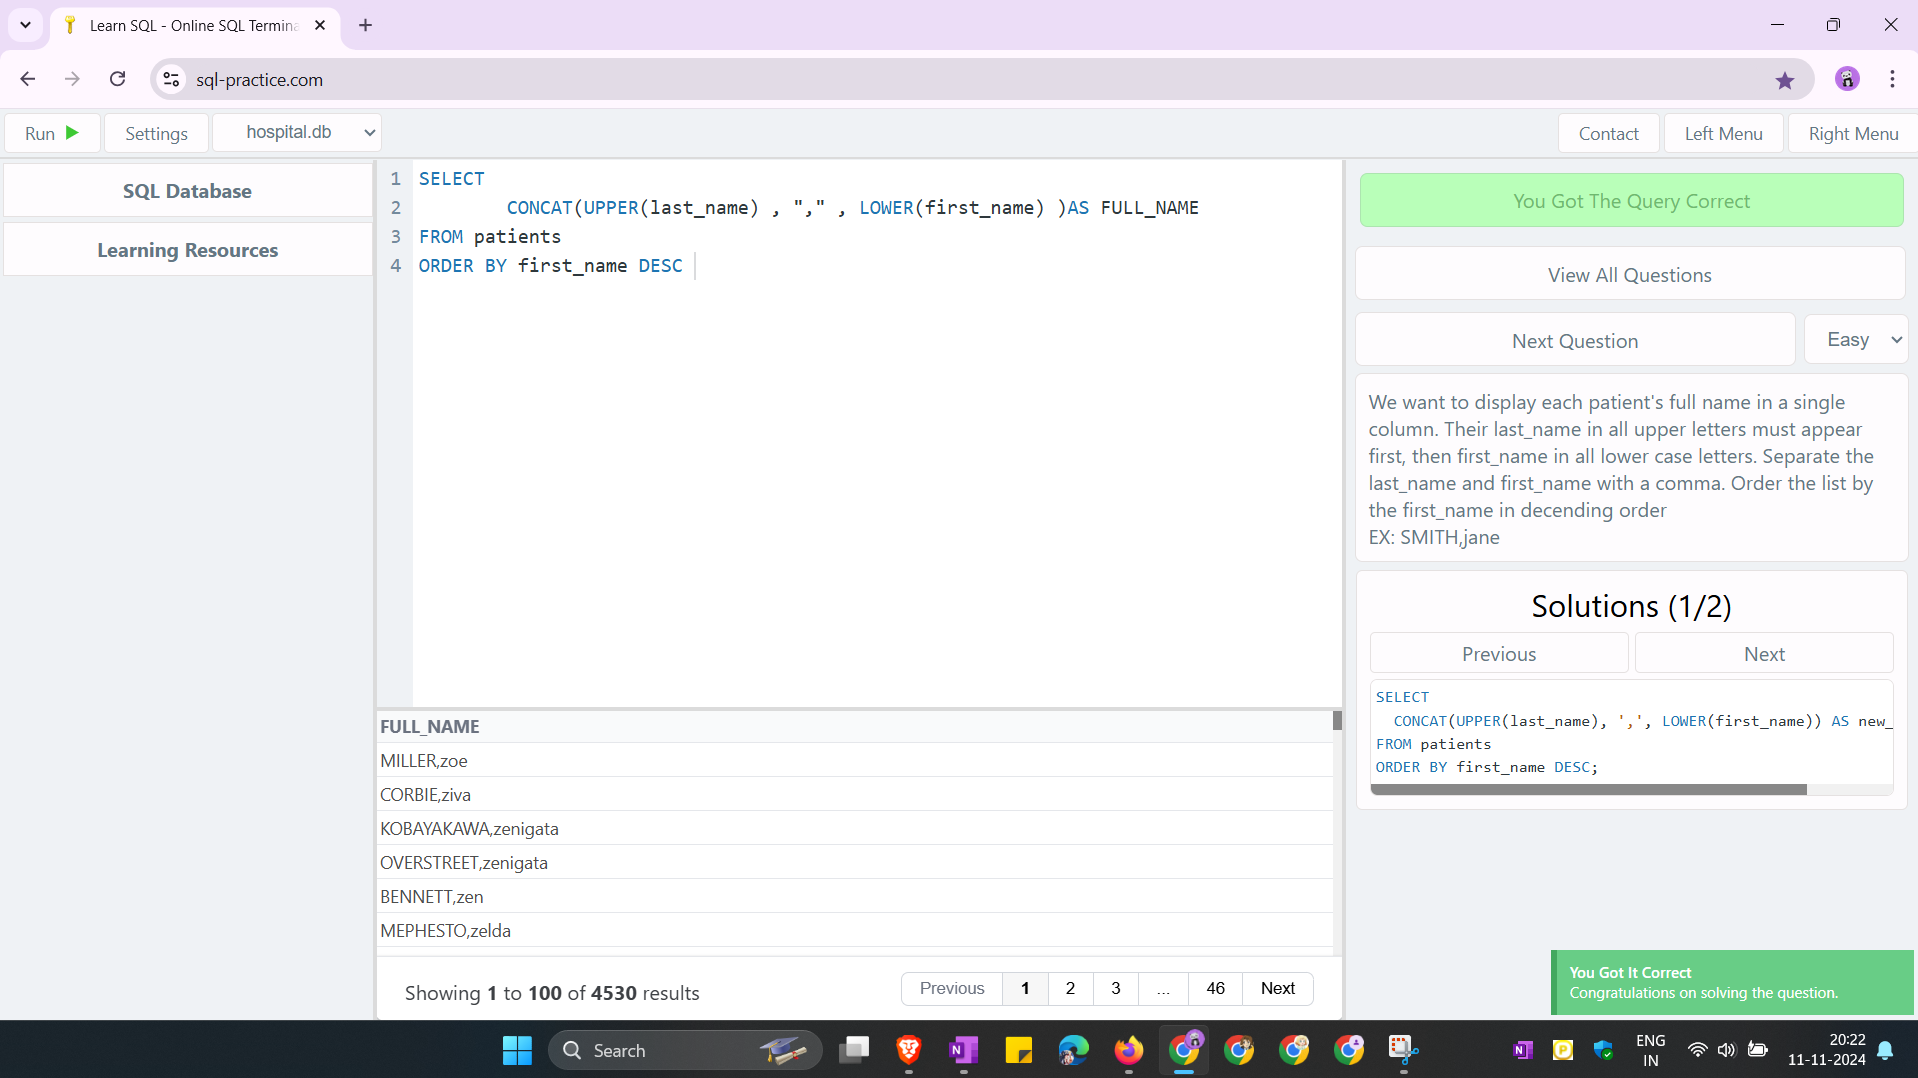 Learn SQL - Online SQL Termina
sql-practice.com
Run
Settings
hospital.db
Contact
Left Menu
Right Menu
SQL Database
Learning Resources
1 SELECT
2 CONCAT(UPPER(last_name) , "," , LOWER(first_name) )AS FULL_NAME
3 FROM patients
4 ORDER BY first_name DESC
You Got The Query Correct
View All Questions
Next Question
Easy
We want to display each patient's full name in a single
column. Their last_name in all upper letters must appear
first, then first_name in all lower case letters. Separate the
last_name and first_name with a comma. Order the list by
the first_name in decending order
EX: SMITH,jane
Solutions (1/2)
Previous
Next
SELECT
CONCAT(UPPER(last_name), ',', LOWER(first_name)) AS new_
FROM patients
ORDER BY first_name DESC;
FULL_NAME
MILLER,zoe
CORBIE,ziva
KOBAYAKAWA,zenigata
OVERSTREET,zenigata
BENNETT,zen
MEPHESTO,zelda
Showing 1 to 100 of 4530 results
Previous 1 2 3 ... 46 Next
You Got It Correct
Congratulations on solving the question.
Search
ENG
IN
20:22
11-11-2024